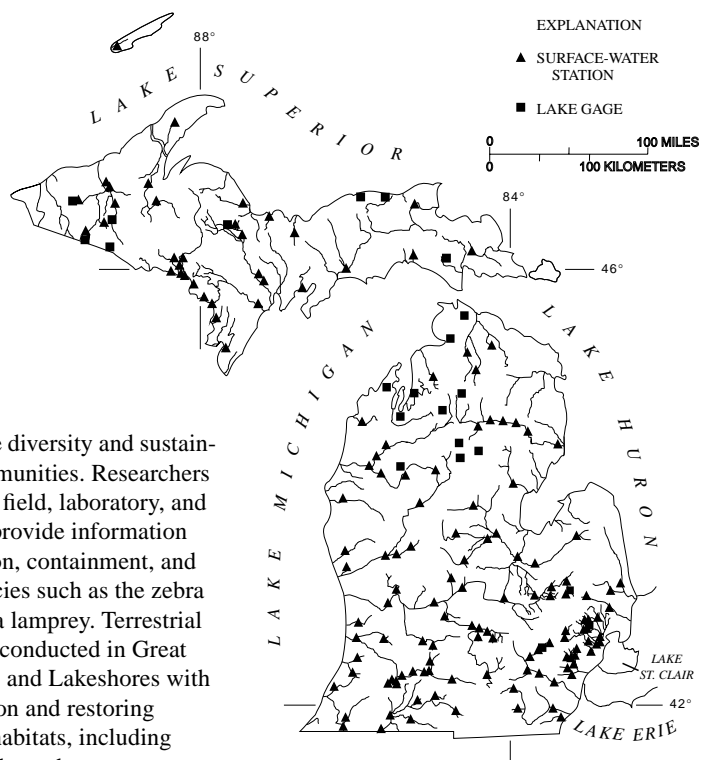 EXPLANATION
SURFACE-WATER
STATION
LAKE GAGE
0 100 MILES
0 100 KILOMETERS
88°
LAKE SUPERIOR
84°
46°
LAKE MICHIGAN
LAKE HURON
e diversity and sustain-
munities. Researchers
field, laboratory, and
provide information
on, containment, and
cies such as the zebra
a lamprey. Terrestrial
conducted in Great
and Lakeshores with
on and restoring
habitats, including
LAKE
ST. CLAIR
42°
LAKE ERIE